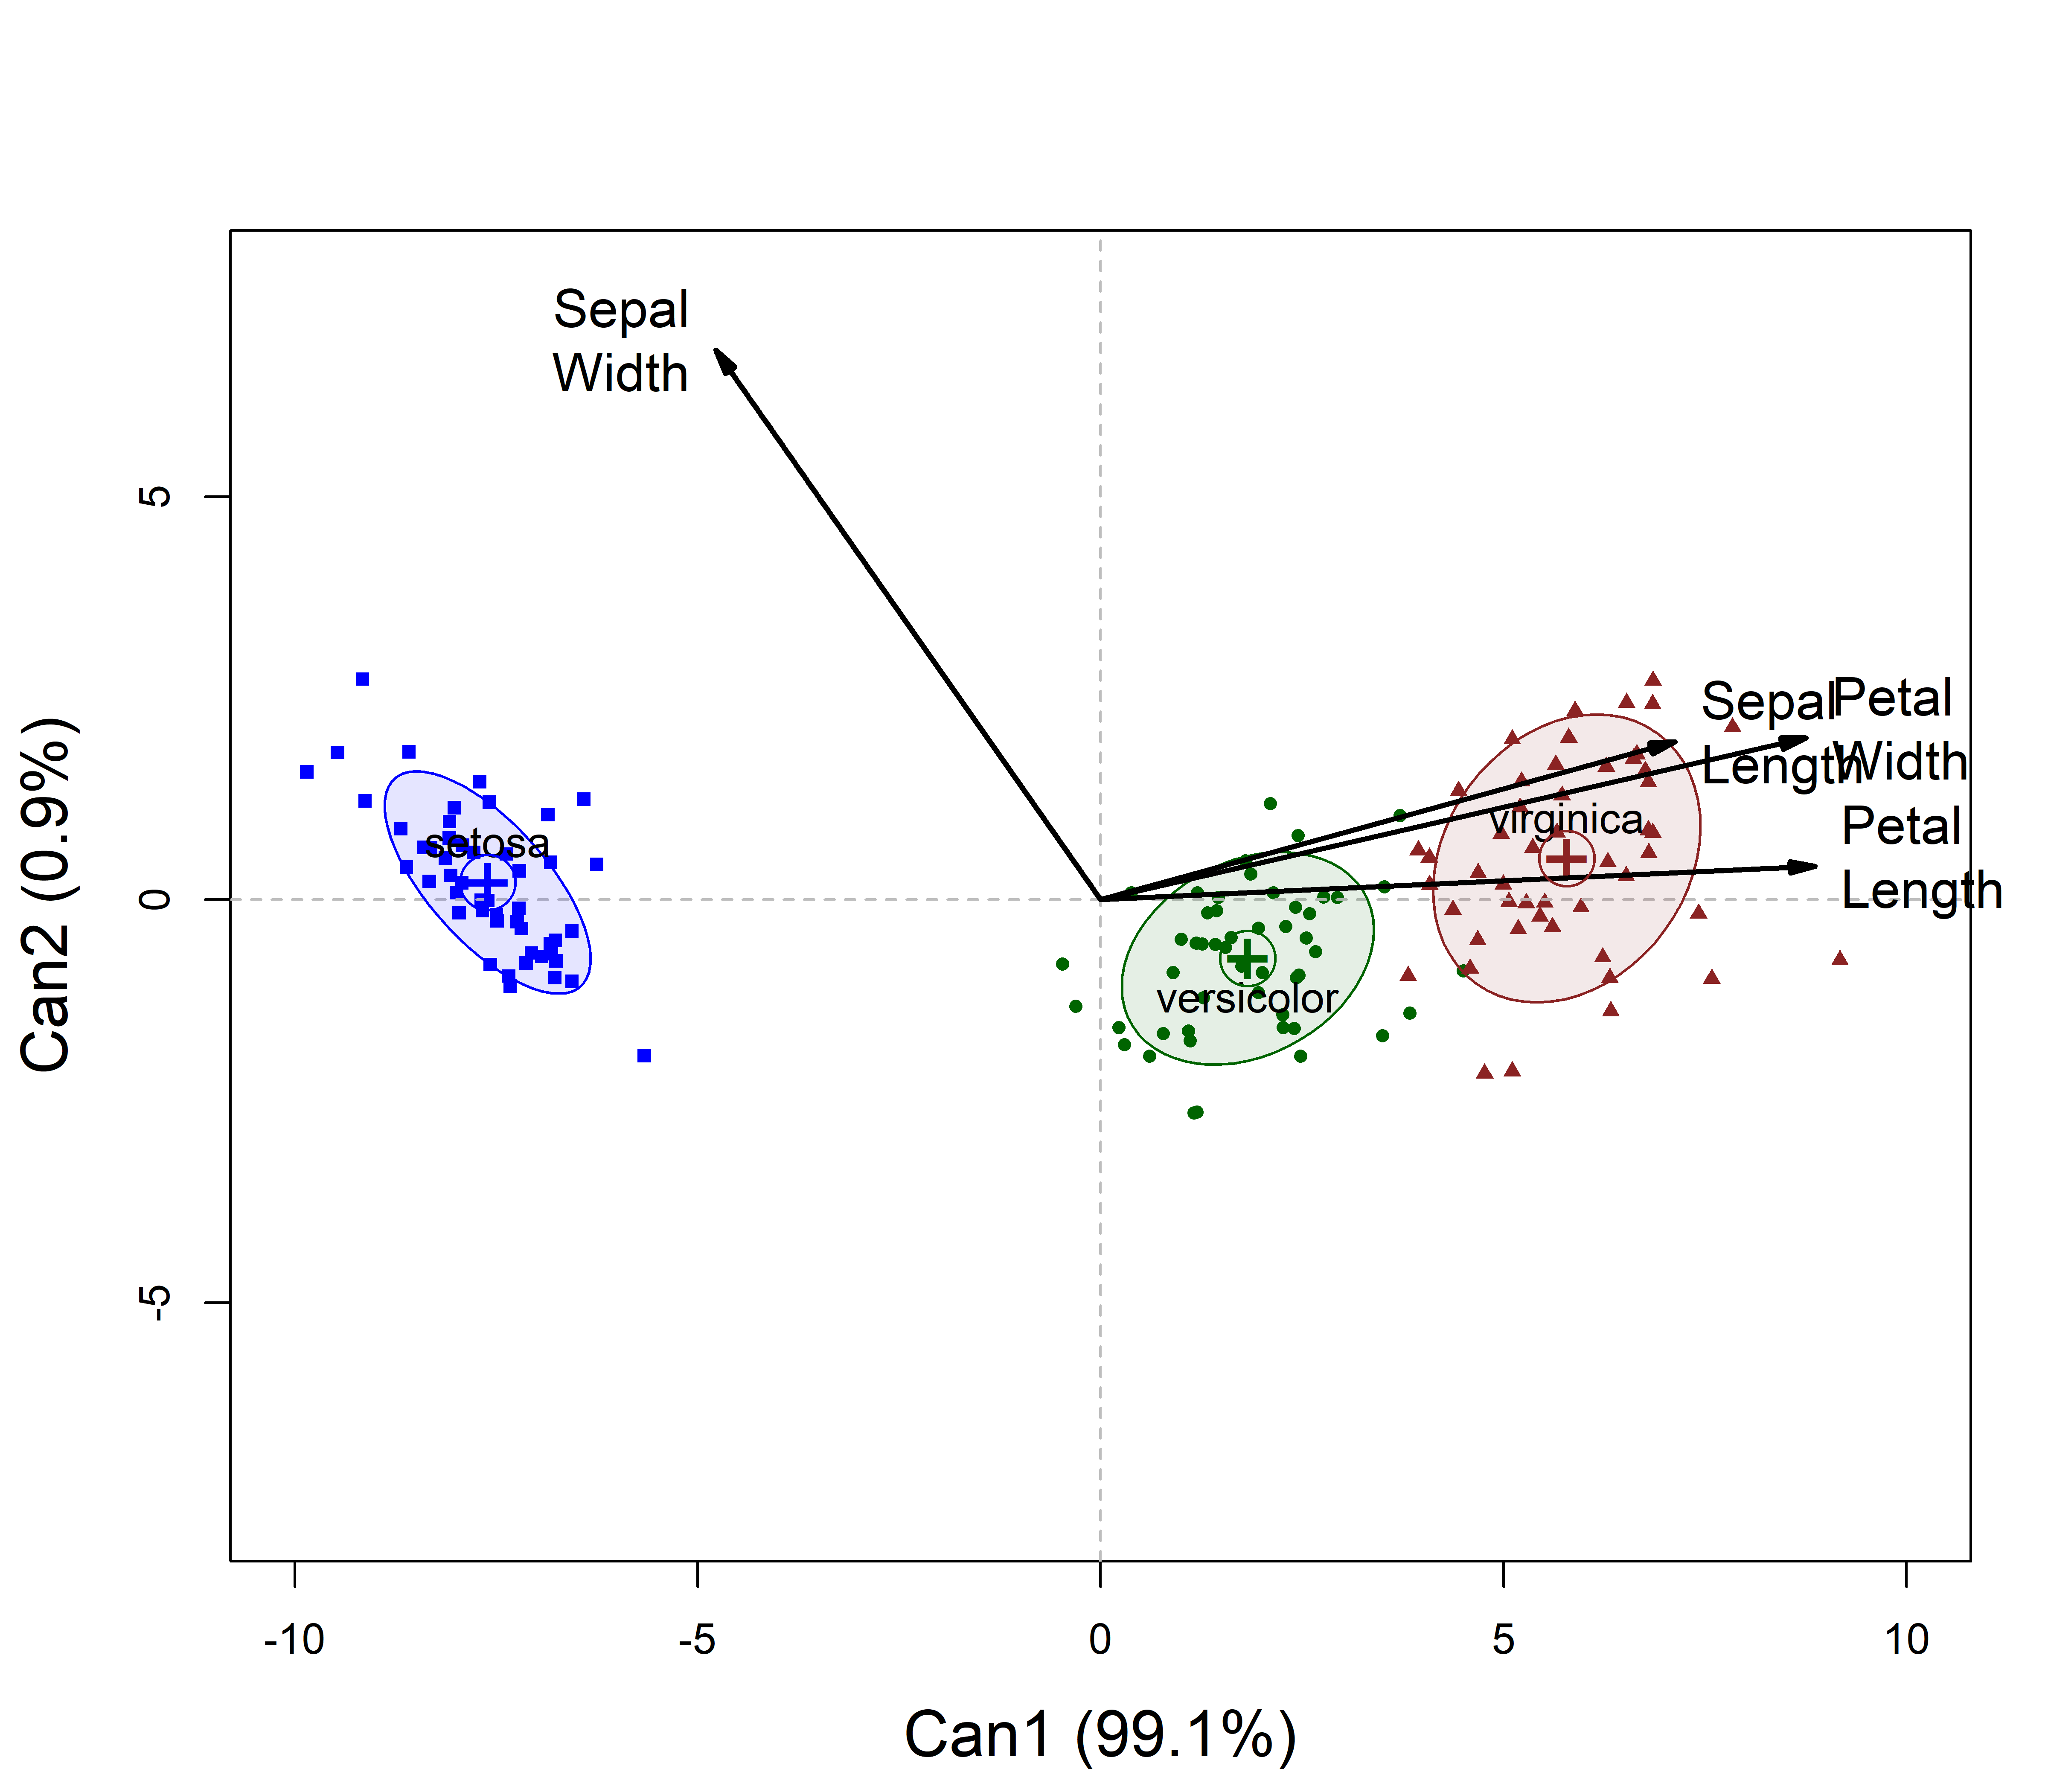 Sepal
Width
5
Sepal
Length
Petal
Width
Petal
Length
virginica
setosa
versicolor
0
-5
Can2 (0.9%)
-10
-5
0
5
10
Can1 (99.1%)